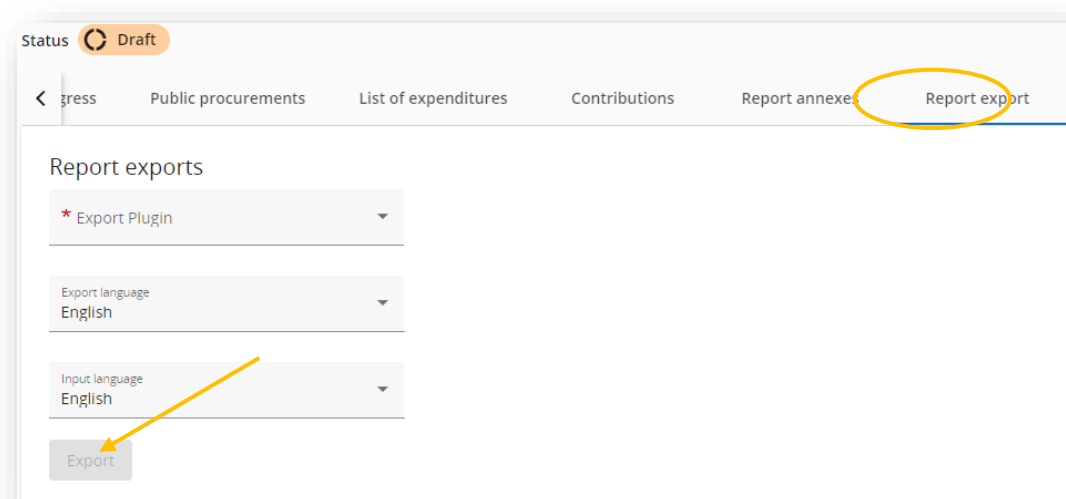 Status Draft
gress Public procurements List of expenditures Contributions Report annexes Report export
Report exports
* Export Plugin
Export language
English
Input language
English
Export